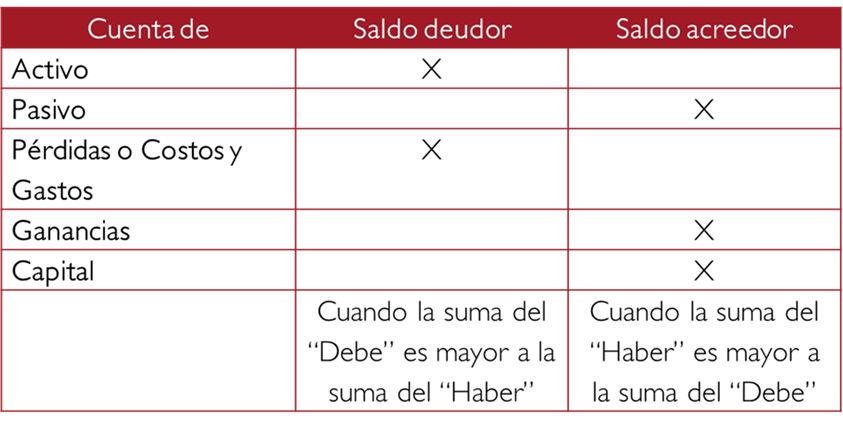 Cuenta de Saldo deudor Saldo acreedor
Activo X
Pasivo X
Pérdidas o Costos y X
Gastos
Ganancias X
Capital X
Cuando la suma del
“Debe” es mayor a la
suma del “Haber”
Cuando la suma del
“Haber” es mayor a
la suma del “Debe”